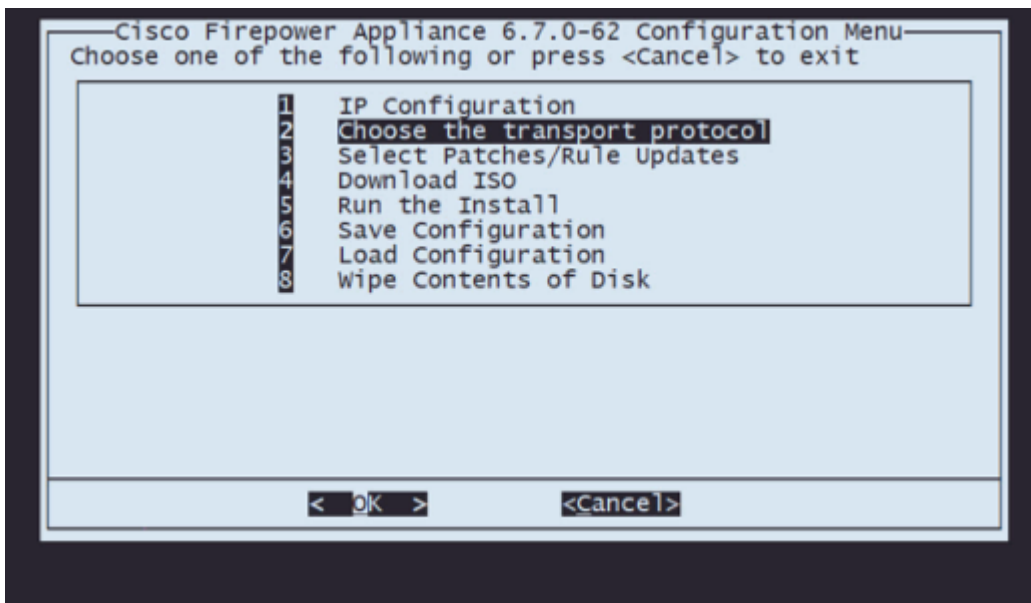 Cisco Firepower Appliance 6.7.0-62 Configuration Menu
Choose one of the following or press <Cancel> to exit
1 IP Configuration
2 Choose the transport protocol
3 Select Patches/Rule Updates
4 Download ISO
5 Run the Install
6 Save Configuration
7 Load Configuration
8 Wipe Contents of Disk
< OK > <Cancel>